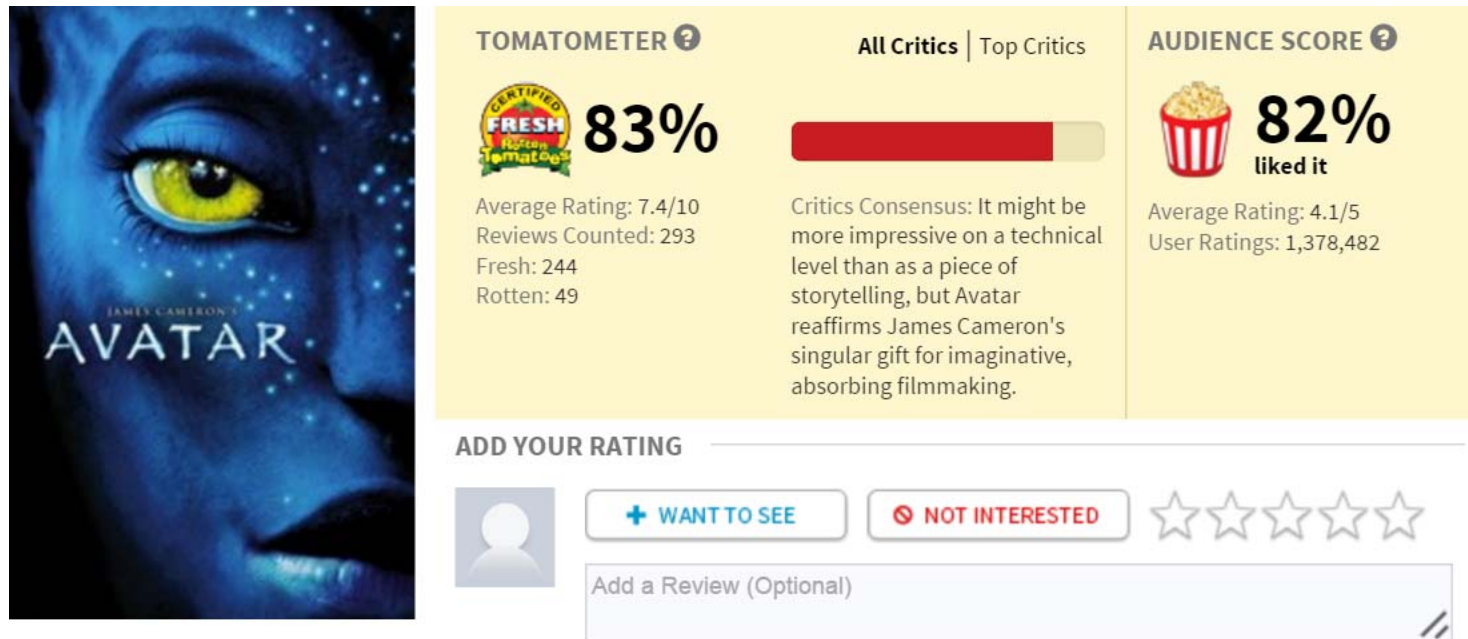 JAMES CAMERON'S
AVATAR
TOMATOMETER ?
All Critics | Top Critics
CERTIFIED
FRESH
Rotten
Tomatoes
83%
Average Rating: 7.4/10
Reviews Counted: 293
Fresh: 244
Rotten: 49
Critics Consensus: It might be
more impressive on a technical
level than as a piece of
storytelling, but Avatar
reaffirms James Cameron's
singular gift for imaginative,
absorbing filmmaking.
AUDIENCE SCORE ?
82%
liked it
Average Rating: 4.1/5
User Ratings: 1,378,482
ADD YOUR RATING
WANT TO SEE
NOT INTERESTED
Add a Review (Optional)